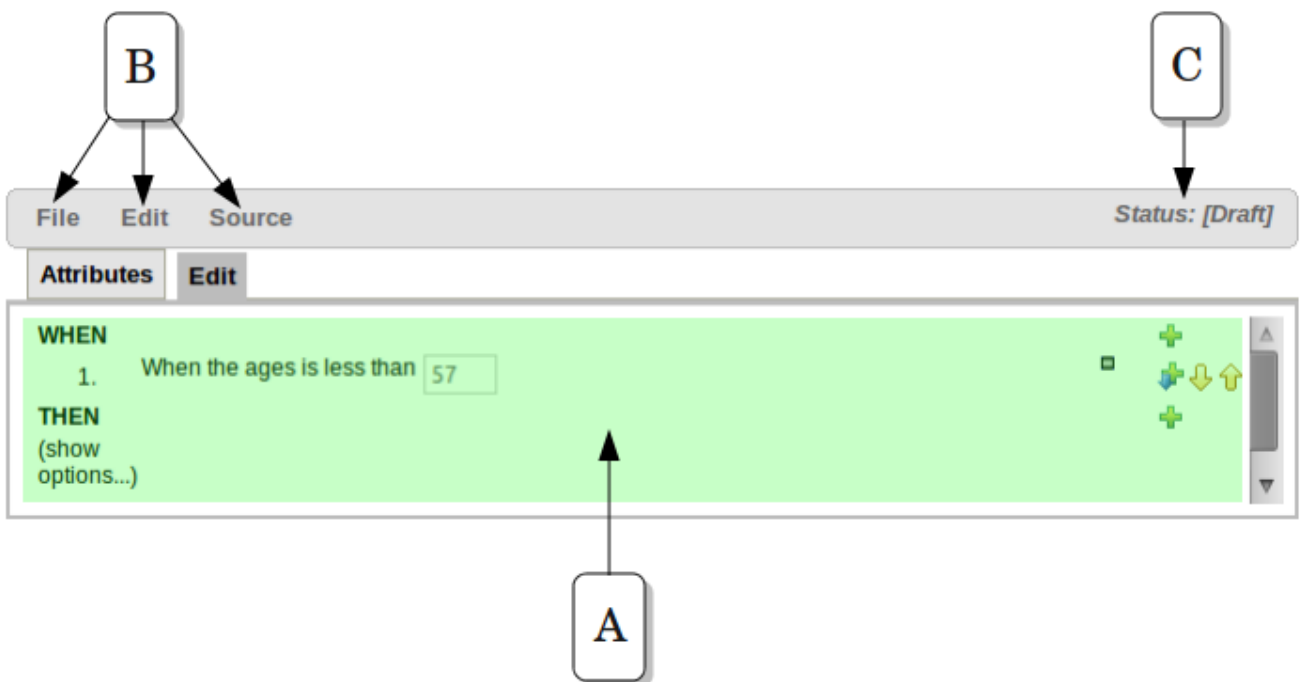 B
C
File Edit Source Status: [Draft]
Attributes Edit
WHEN
1. When the ages is less than 57
THEN
(show
options...)
A